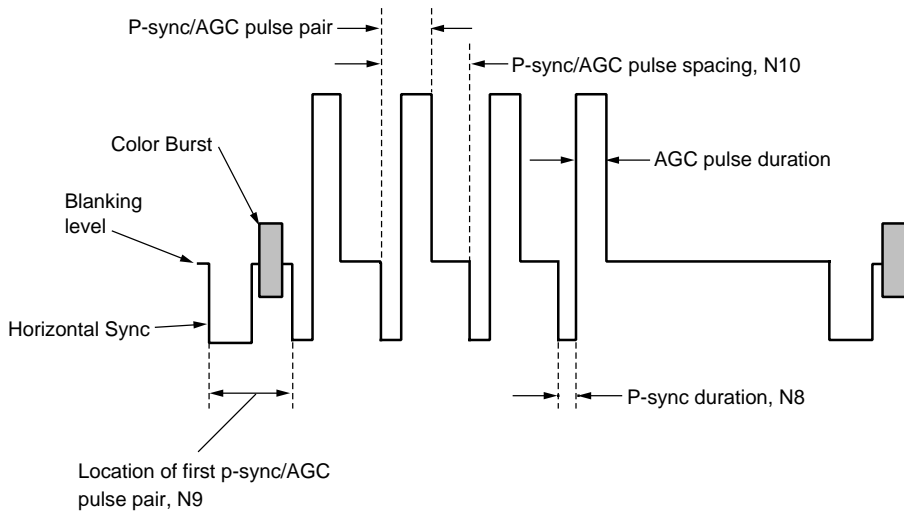 P-sync/AGC pulse pair
P-sync/AGC pulse spacing, N10
Color Burst
AGC pulse duration
Blanking
level
Horizontal Sync
P-sync duration, N8
Location of first p-sync/AGC
pulse pair, N9